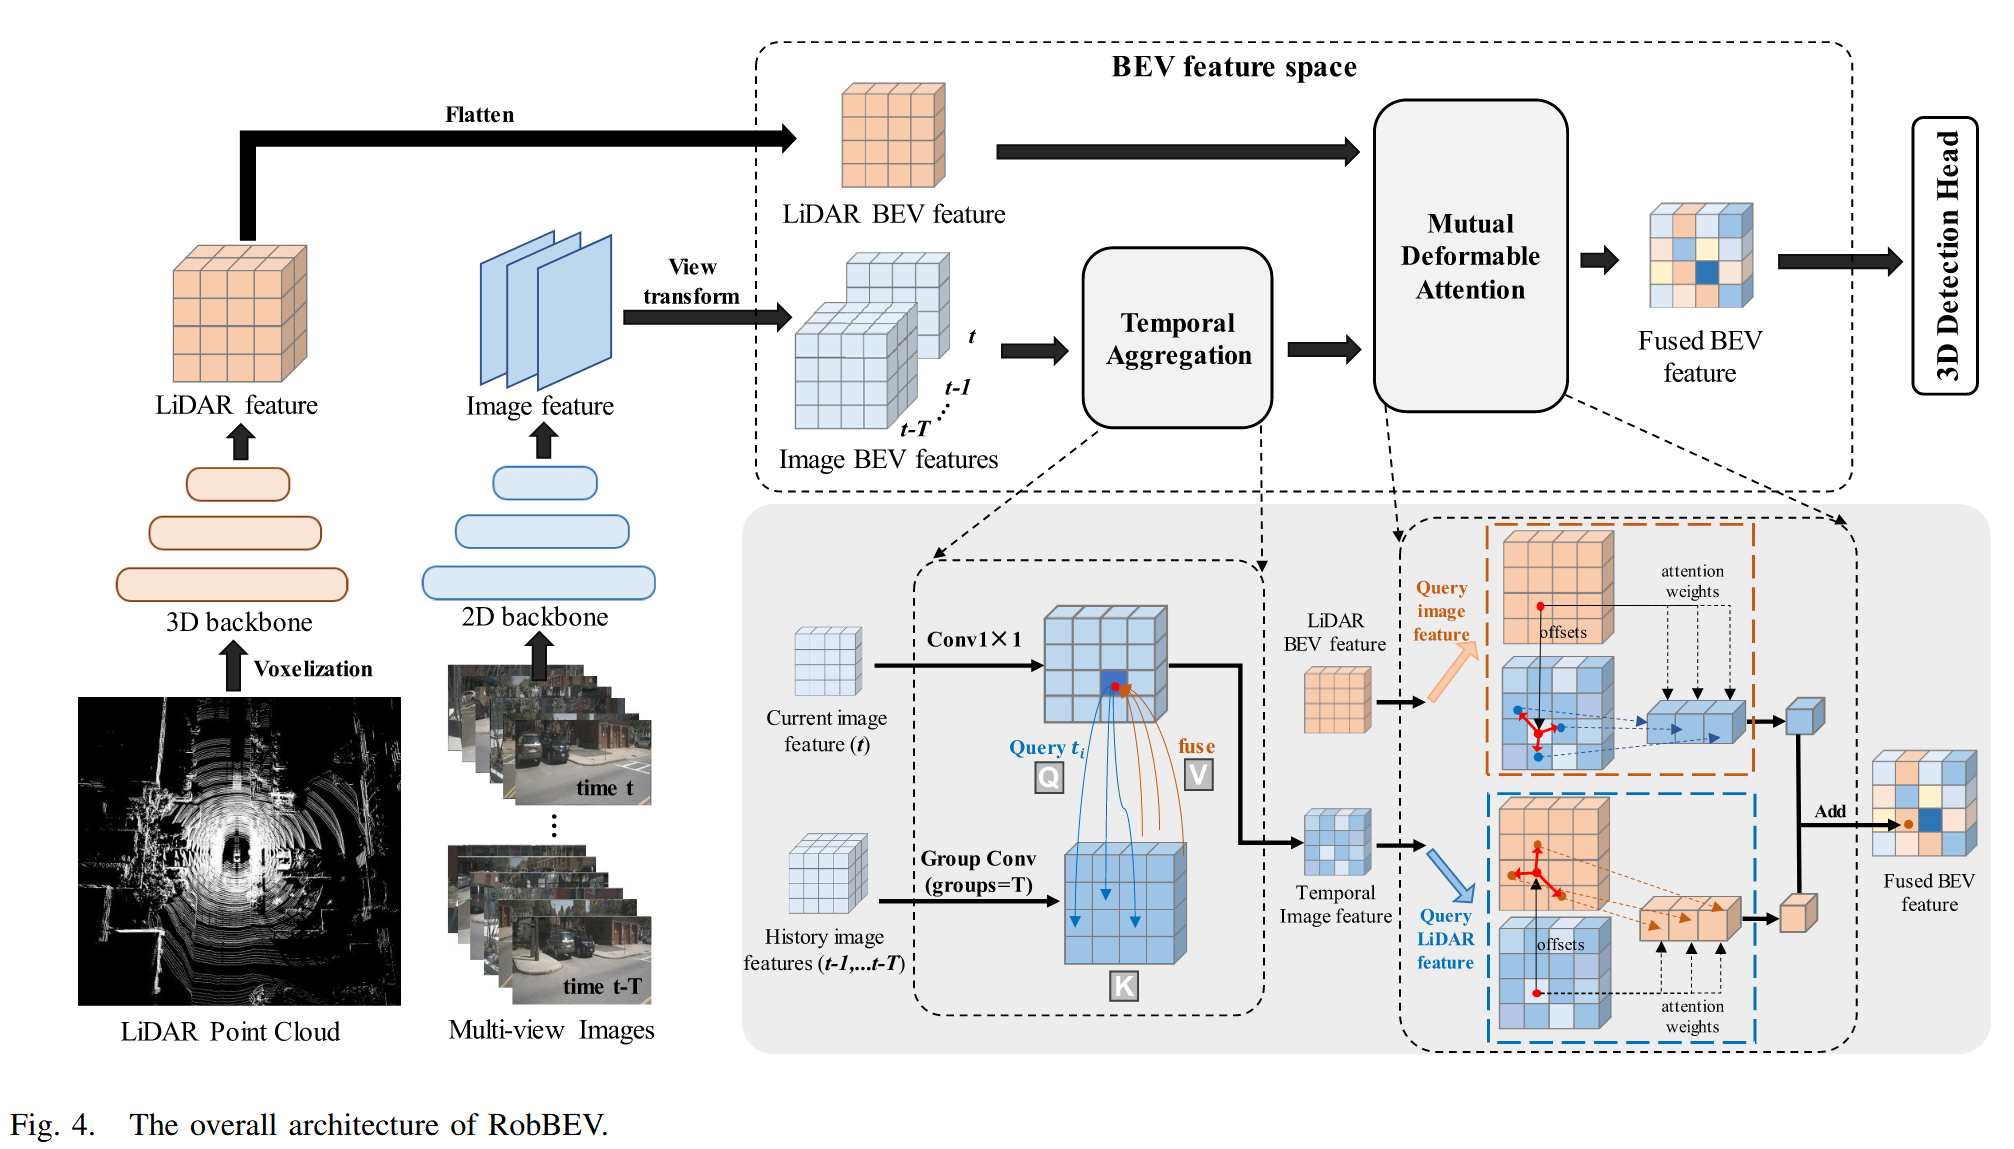 BEV feature space
Flatten
LiDAR BEV feature
LiDAR feature
Image feature
View
transform
t
t-1
t-T
Image BEV features
Temporal
Aggregation
Mutual
Deformable
Attention
Fused BEV
feature
3D Detection Head
3D backbone
2D backbone
Voxelization
time t
time t-T
LiDAR Point Cloud
Multi-view Images
Current image
feature (t)
Conv1×1
Query ti
Q
fuse
V
History image
features (t-1,...t-T)
Group Conv
(groups=T)
K
LiDAR
BEV feature
Temporal
Image feature
Query
image
feature
offsets
attention
weights
Query
LiDAR
feature
offsets
attention
weights
Add
Fused BEV
feature
Fig. 4. The overall architecture of RobBEV.